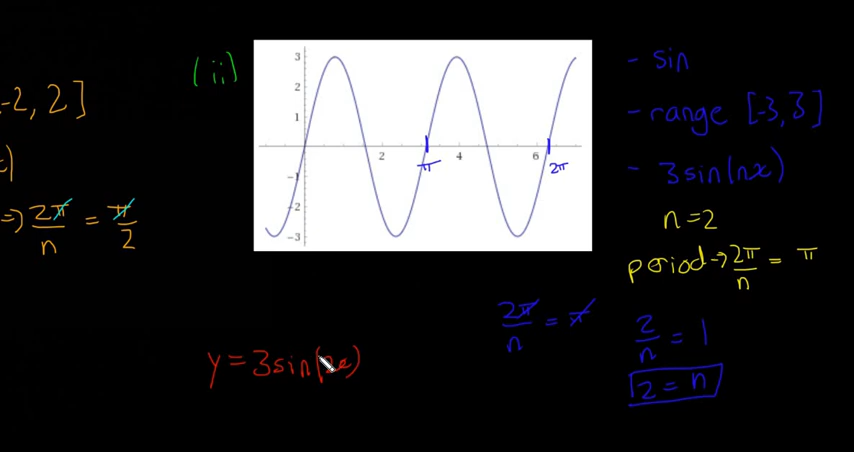 (ii)
-2, 2]
=> 2π/n = π/2
3
2
1
-1
-2
-3
2
4
6
π
2π
- sin
- range [-3,3]
- 3sin(nx)
n=2
period → 2π/n = π
2π/n = π
2/n = 1
2 = n
y = 3sin(2x)